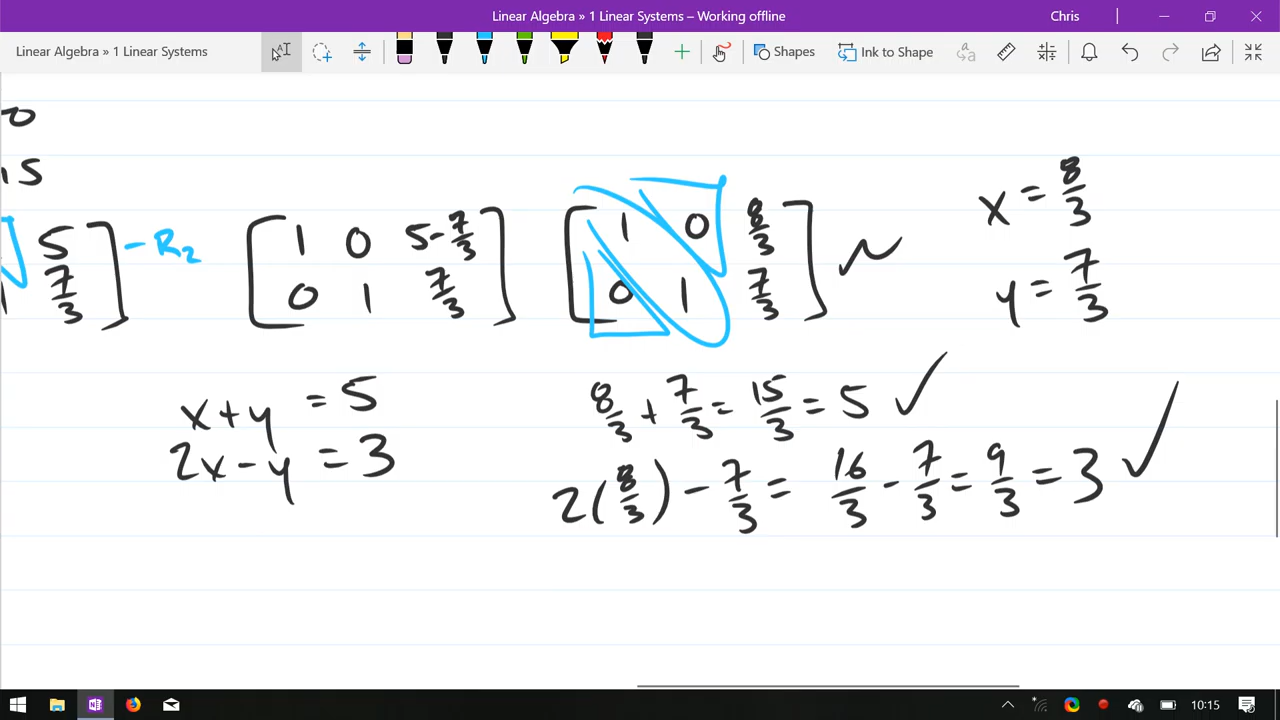 Linear Algebra » 1 Linear Systems – Working offline
Chris
Linear Algebra » 1 Linear Systems
Shapes
Ink to Shape
is
5
7/3
-R₂
1 0 5-7/3
0 1 7/3
1 0 8/3
0 1 7/3
~
x = 8/3
y = 7/3
x+y = 5
2x-y = 3
8/3 + 7/3 = 15/3 = 5 ✓
2(8/3) - 7/3 = 16/3 - 7/3 = 9/3 = 3 ✓
10:15